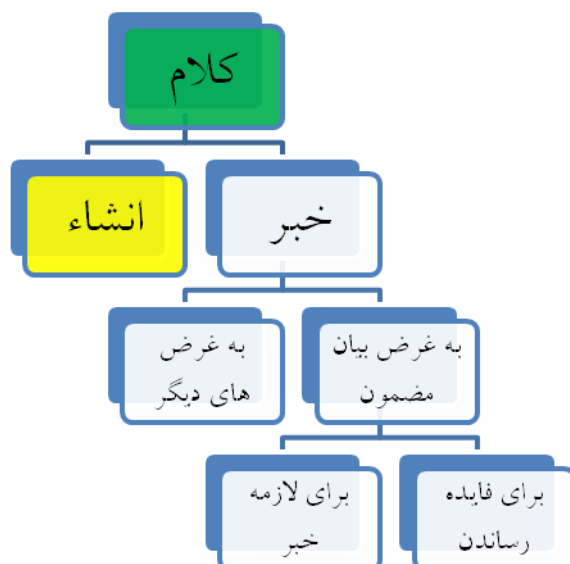 کلام
خبر
انشاء
به غرض بیان
مضمون
به غرض
های دیگر
برای فایده
رساندن
برای لازمه
خبر